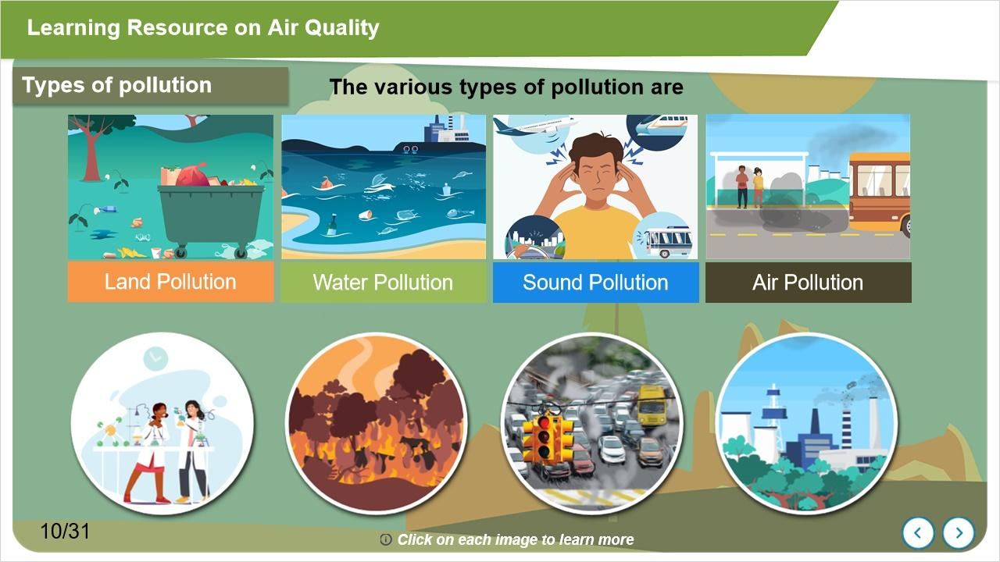 Learning Resource on Air Quality
Types of pollution
The various types of pollution are
Land Pollution
Water Pollution
Sound Pollution
Air Pollution
10/31
Click on each image to learn more